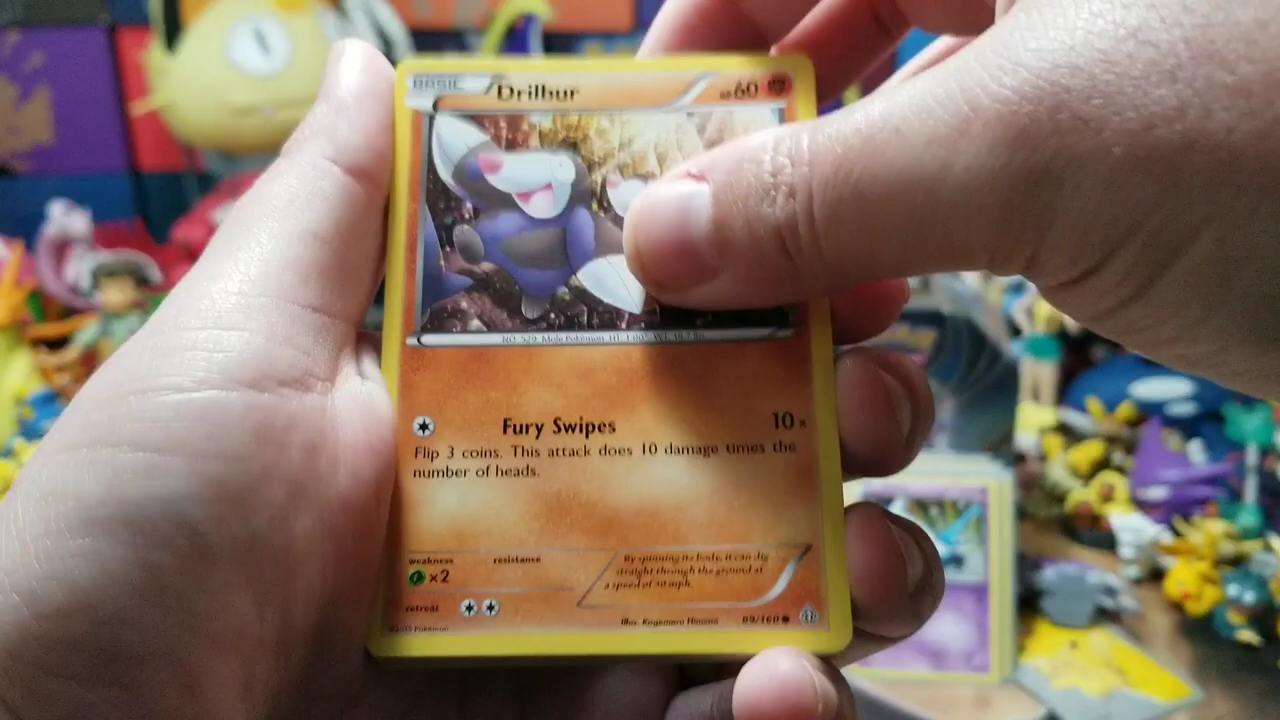 BASIC Drilbur HP60
NO. 529 Mole Pokémon HT: 1'00" WT: 18.7 lbs.
Fury Swipes 10×
Flip 3 coins. This attack does 10 damage times the
number of heads.
weakness resistance
×2
By spinning its body, it can dig
straight through the ground at
a speed of 30 mph.
retreat
Illus. Kagemaru Himeno 89/160
©2015 Pokémon